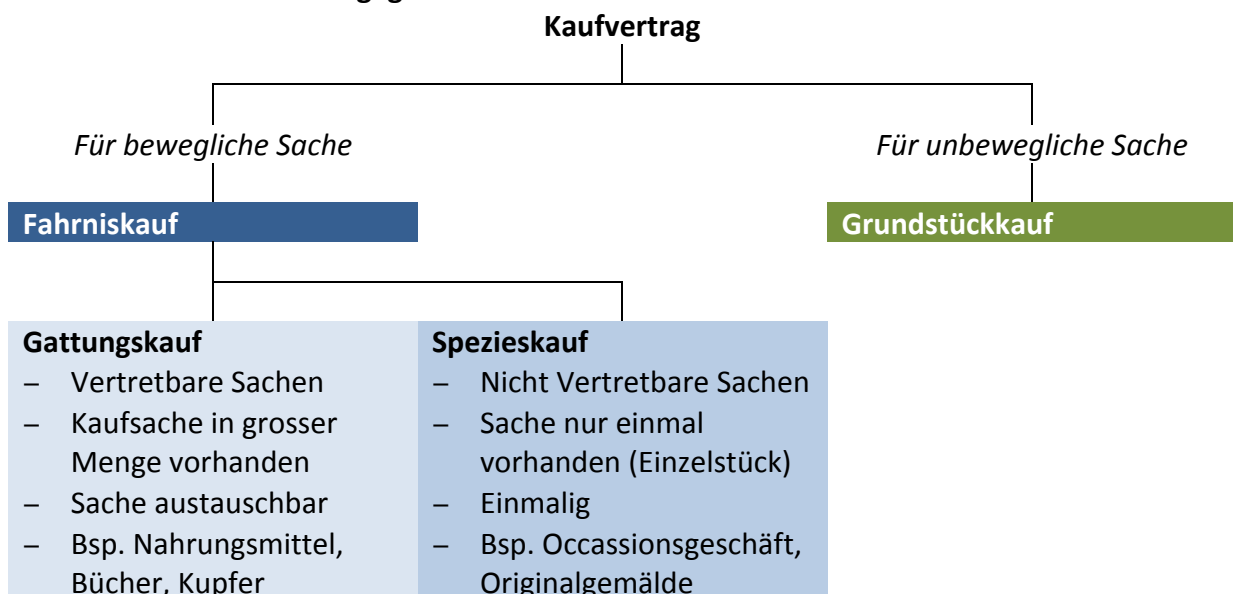 Kaufvertrag
Für bewegliche Sache
Für unbewegliche Sache
Fahrniskauf
Grundstückkauf
Gattungskauf
– Vertretbare Sachen
– Kaufsache in grosser
Menge vorhanden
– Sache austauschbar
– Bsp. Nahrungsmittel,
Bücher, Kupfer
Spezieskauf
– Nicht Vertretbare Sachen
– Sache nur einmal
vorhanden (Einzelstück)
– Einmalig
– Bsp. Occassionsgeschäft,
Originalgemälde